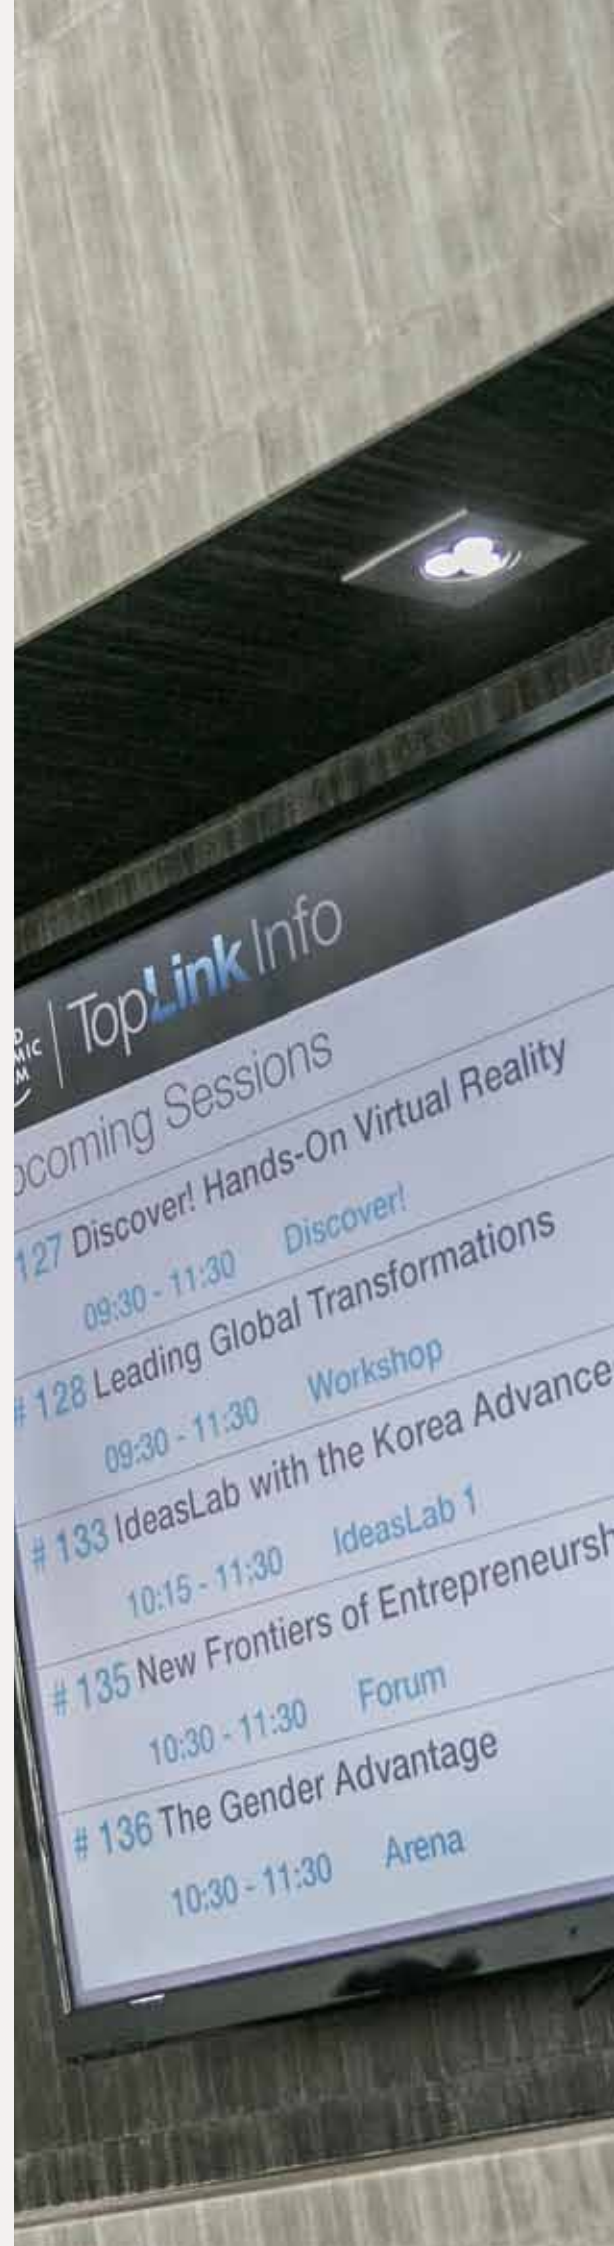 TopLink Info
Sessions
127 Discover! Hands-On Virtual Reality
09:30 - 11:30 Discover!
# 128 Leading Global Transformations
09:30 - 11:30 Workshop
# 133 IdeasLab with the Korea Advance
10:15 - 11:30 IdeasLab 1
# 135 New Frontiers of
10:30 - 11:30 Forum
# 136 The Gender Advantage
10:30 - 11:30 Arena